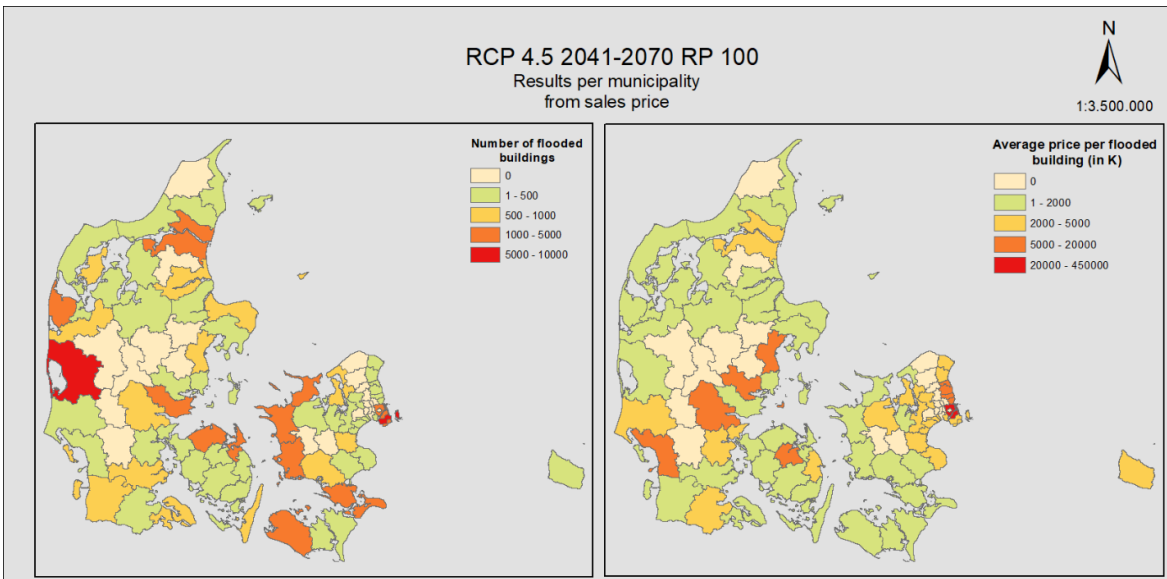 RCP 4.5 2041-2070 RP 100
Results per municipality
from sales price
N
1:3.500.000
Number of flooded
buildings
0
1 - 500
500 - 1000
1000 - 5000
5000 - 10000
Average price per flooded
building (in K)
0
1 - 2000
2000 - 5000
5000 - 20000
20000 - 450000